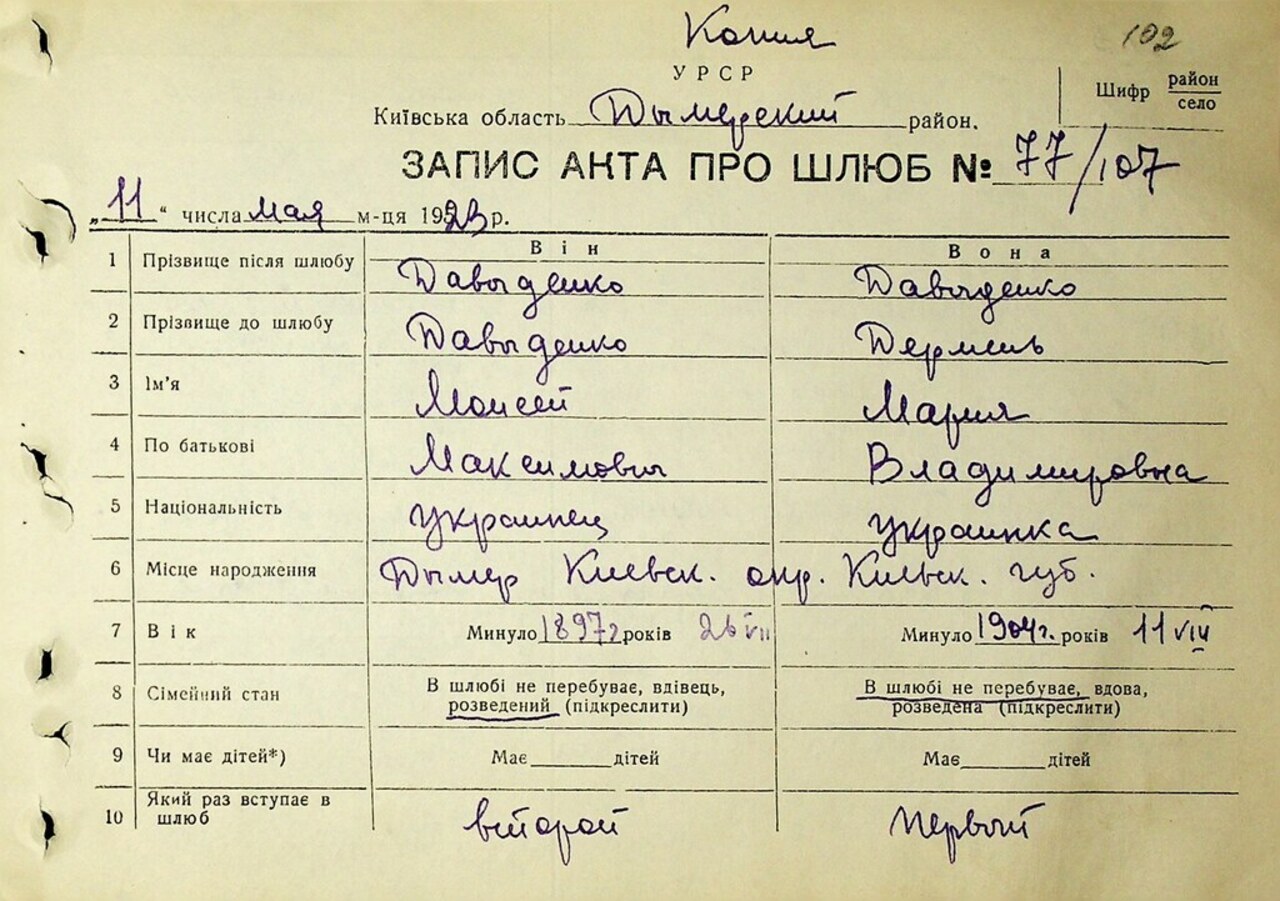 Копия
102
УРСР
Шифр район село
Київська область Дымерский район.
ЗАПИС АКТА ПРО ШЛЮБ № 77/107
„11“ числа мая м-ця 1923 р.
Він Вона
1 Прізвище після шлюбу Давыденко Давыденко
2 Прізвище до шлюбу Давыденко Дермень
3 Ім'я Моисей Мария
4 По батькові Максимович Владимировна
5 Національність украинец украинка
6 Місце народження Дымер Киевск. окр. Киевск. губ.
7 Вік Минуло 1897г років 26 VII Минуло 1904г. років 11 VIII
8 Сімейний стан В шлюбі не перебуває, вдівець, В шлюбі не перебуває, вдова,
розведений (підкреслити) розведена (підкреслити)
9 Чи має дітей*) Має дітей Має дітей
10 Який раз вступає в
шлюб второй первый